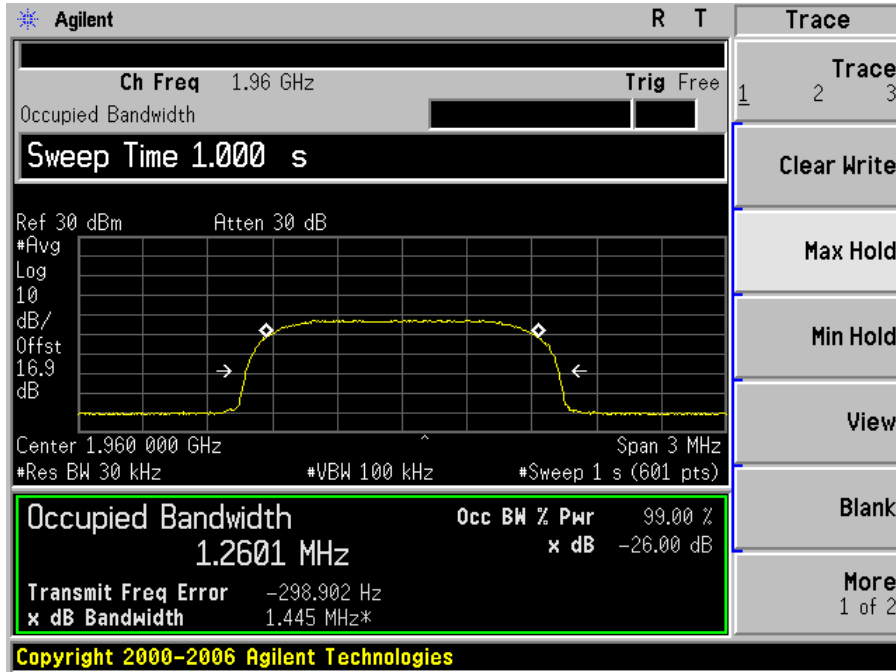 Agilent R T Trace
Ch Freq 1.96 GHz Trig Free
Occupied Bandwidth
Trace
1 2 3
Sweep Time 1.000 s
Clear Write
Ref 30 dBm Atten 30 dB
#Avg
Log
10
dB/
Offst
16.9
dB
Max Hold
Min Hold
View
Center 1.960 000 GHz ^ Span 3 MHz
#Res BW 30 kHz #VBW 100 kHz #Sweep 1 s (601 pts)
Blank
Occupied Bandwidth Occ BW % Pwr 99.00 %
1.2601 MHz x dB -26.00 dB
Transmit Freq Error -298.902 Hz
x dB Bandwidth 1.445 MHz*
More
1 of 2
Copyright 2000-2006 Agilent Technologies